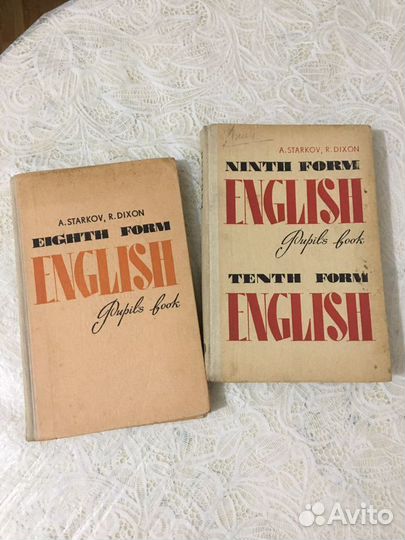 A. STARKOV, R. DIXON
EIGHTH FORM
ENGLISH
Pupil's book
A. STARKOV, R. DIXON
NINTH FORM
ENGLISH
Pupil's book
TENTH FORM
ENGLISH
Avito